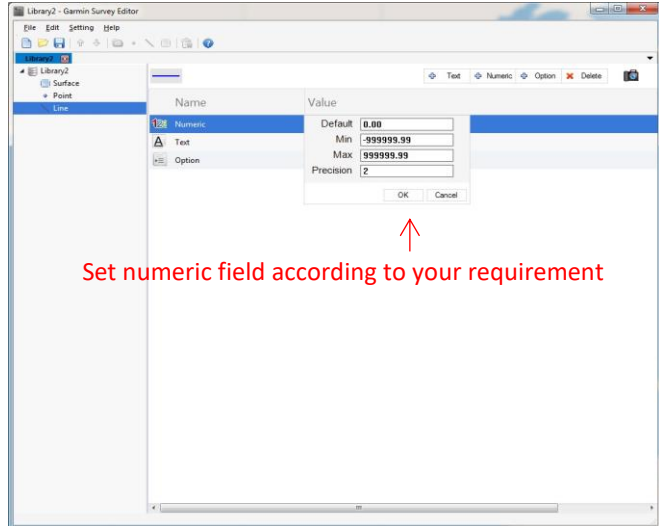 Library2 - Garmin Survey Editor
File Edit Setting Help
Library2
Library2
Surface
Point
Line
Text Numeric Option Delete
Name Value
Numeric
Text
Option
Default 0.00
Min -999999.99
Max 999999.99
Precision 2
OK Cancel
Set numeric field according to your requirement